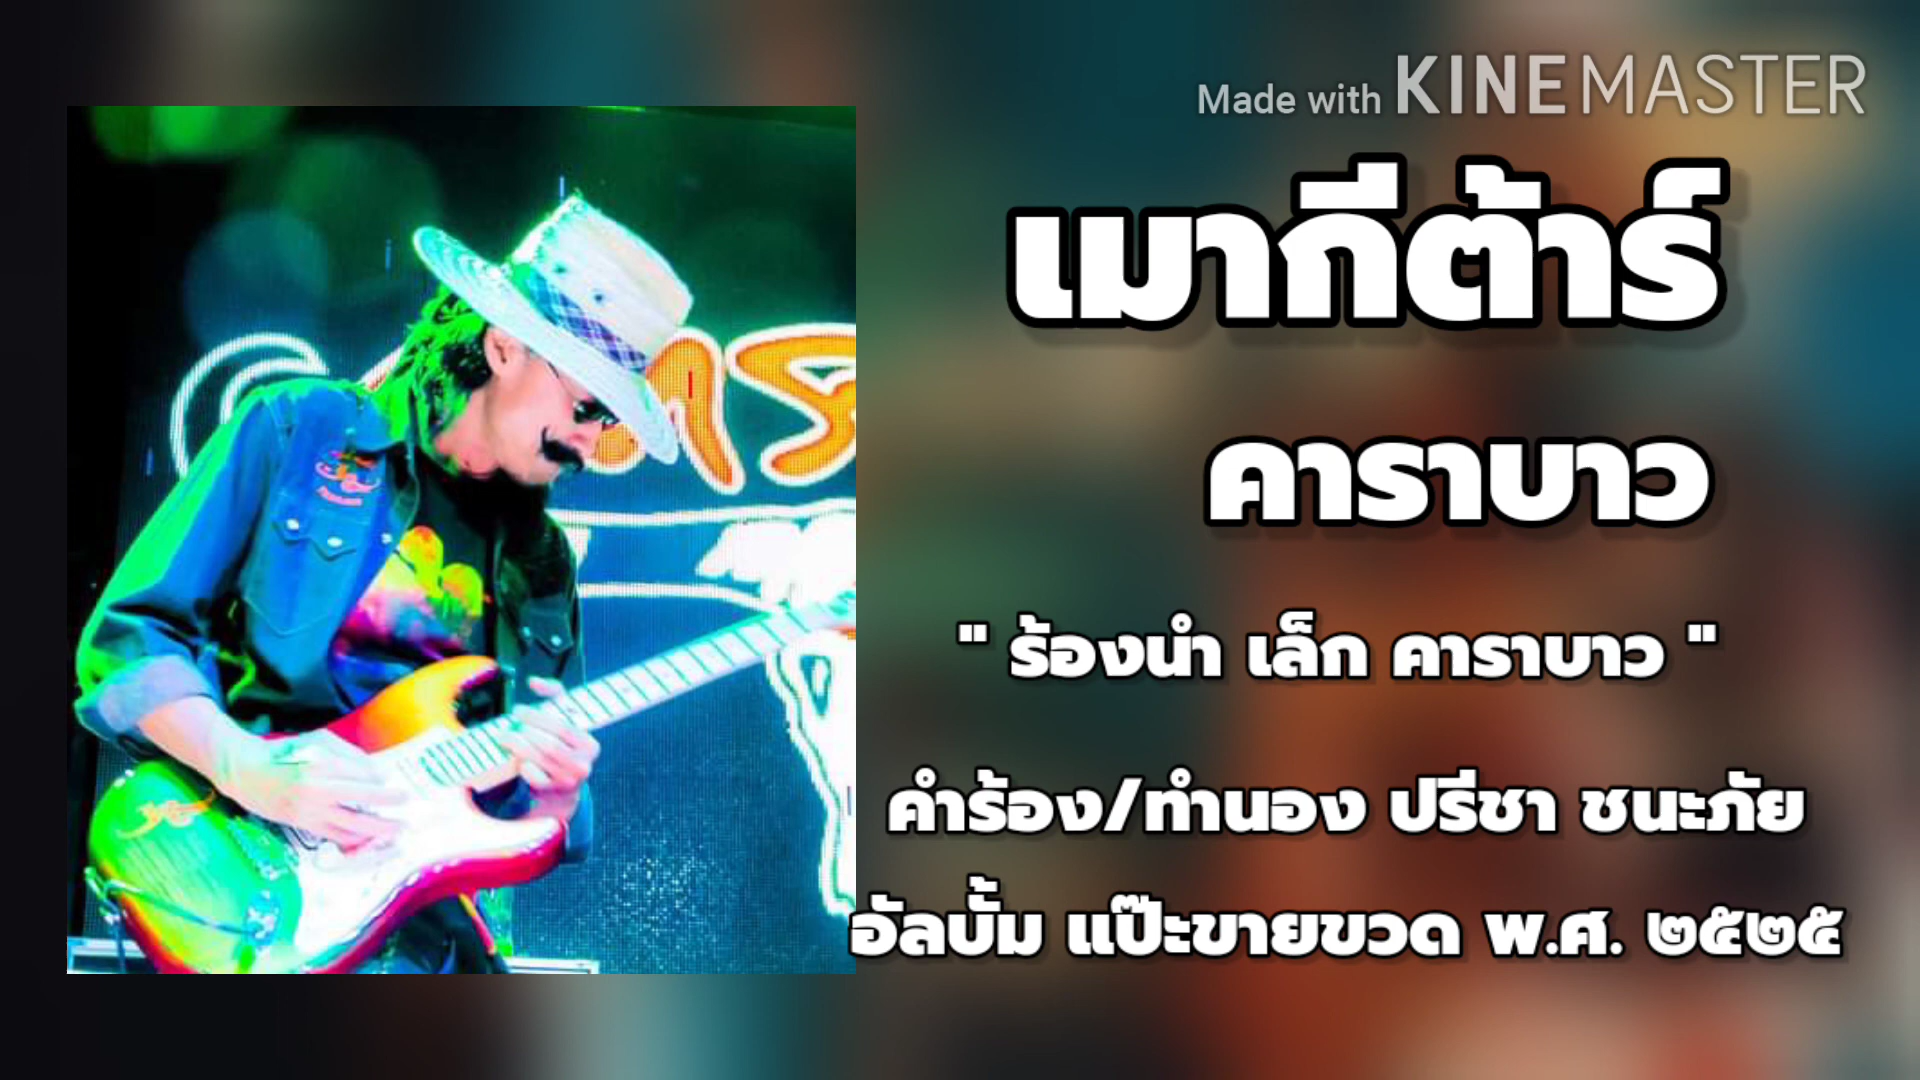 Made with KINEMASTER
เมากีต้าร์
คาราบาว
" ร้องนำ เล็ก คาราบาว "
คำร้อง/ทำนอง ปรีชา ชนะภัย
อัลบั้ม แป๊ะขายขวด พ.ศ. ๒๕๒๕